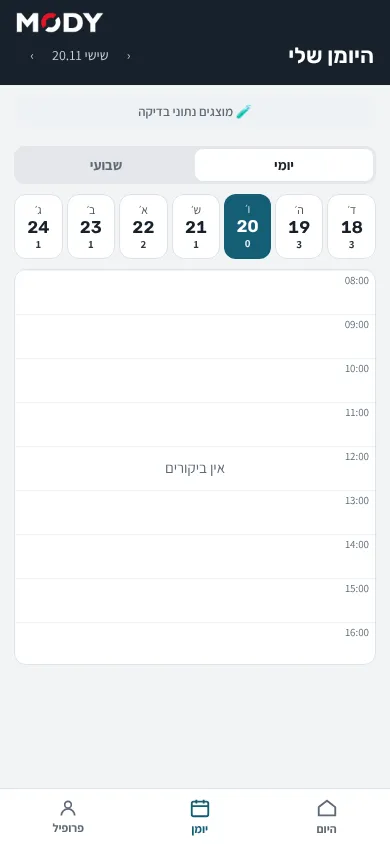 MODY
היומן שלי
‹ שישי 20.11 ›
🧪 מוצגים נתוני בדיקה
יומי
שבועי
ד׳ ה׳ ו׳ ש׳ א׳ ב׳ ג׳
18 19 20 21 22 23 24
3 3 0 1 2 1 1
08:00
09:00
10:00
11:00
12:00
אין ביקורים
13:00
14:00
15:00
16:00
היום
יומן
פרופיל